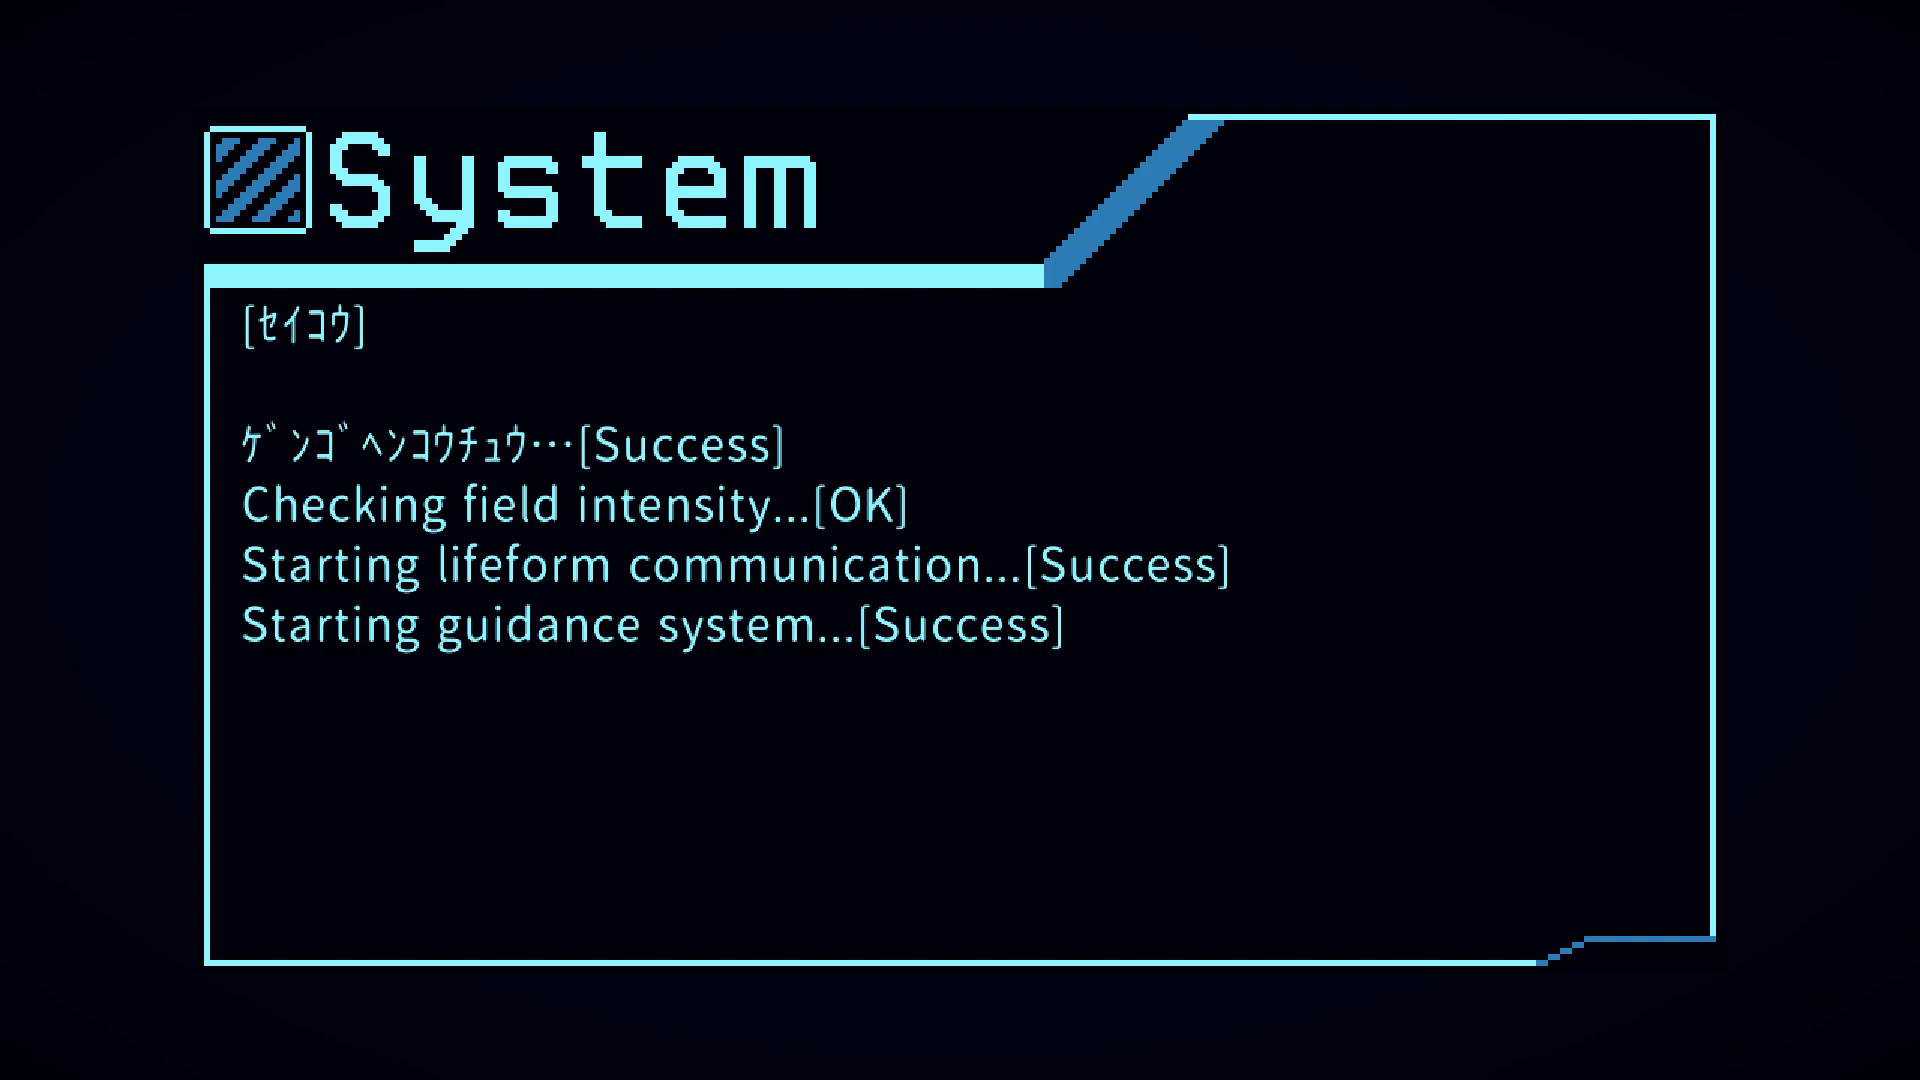 System
[ｾｲｺｳ]
ｹﾞﾝｺﾞﾍﾝｺｳﾁｭｳ…[Success]
Checking field intensity...[OK]
Starting lifeform communication...[Success]
Starting guidance system...[Success]